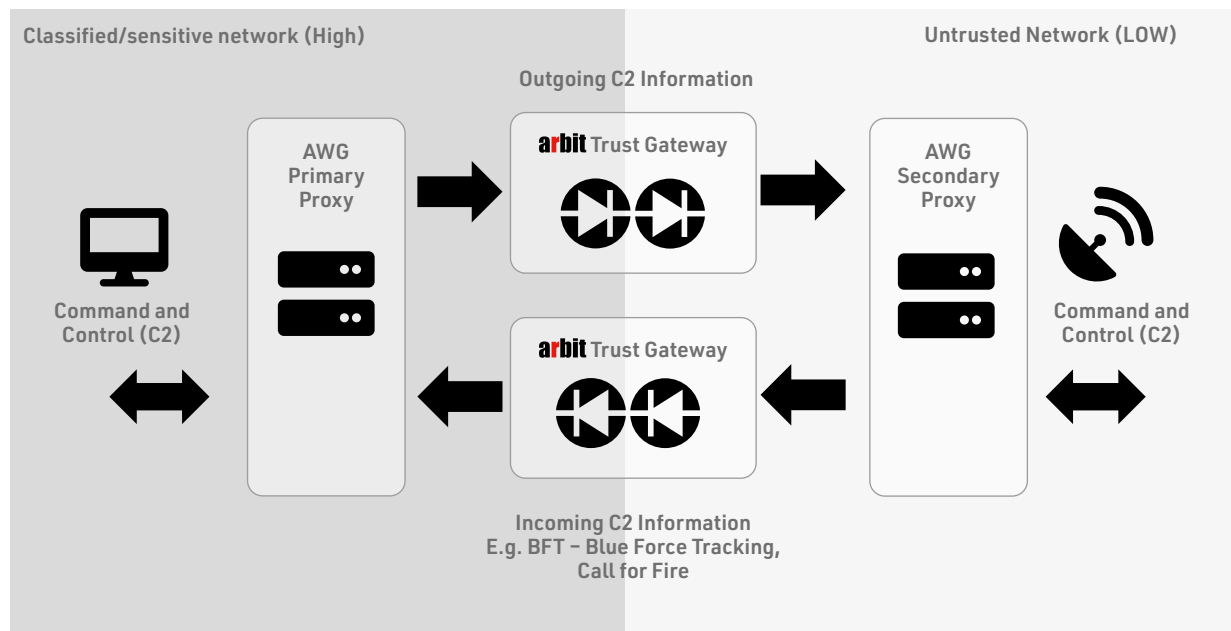 Classified/sensitive network (High)
Untrusted Network (LOW)
Outgoing C2 Information
AWG
Primary
Proxy
arbit Trust Gateway
AWG
Secondary
Proxy
Command and
Control (C2)
arbit Trust Gateway
Command and
Control (C2)
Incoming C2 Information
E.g. BFT – Blue Force Tracking,
Call for Fire